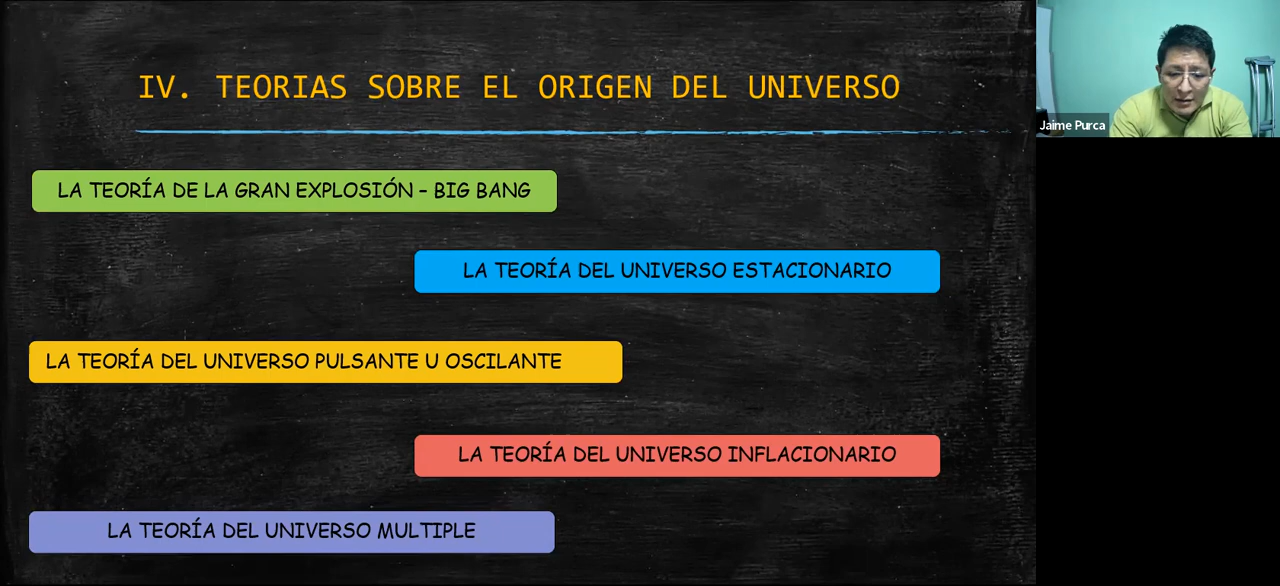 IV. TEORIAS SOBRE EL ORIGEN DEL UNIVERSO
LA TEORÍA DE LA GRAN EXPLOSIÓN – BIG BANG
LA TEORÍA DEL UNIVERSO ESTACIONARIO
LA TEORÍA DEL UNIVERSO PULSANTE U OSCILANTE
LA TEORÍA DEL UNIVERSO INFLACIONARIO
LA TEORÍA DEL UNIVERSO MULTIPLE
Jaime Purca